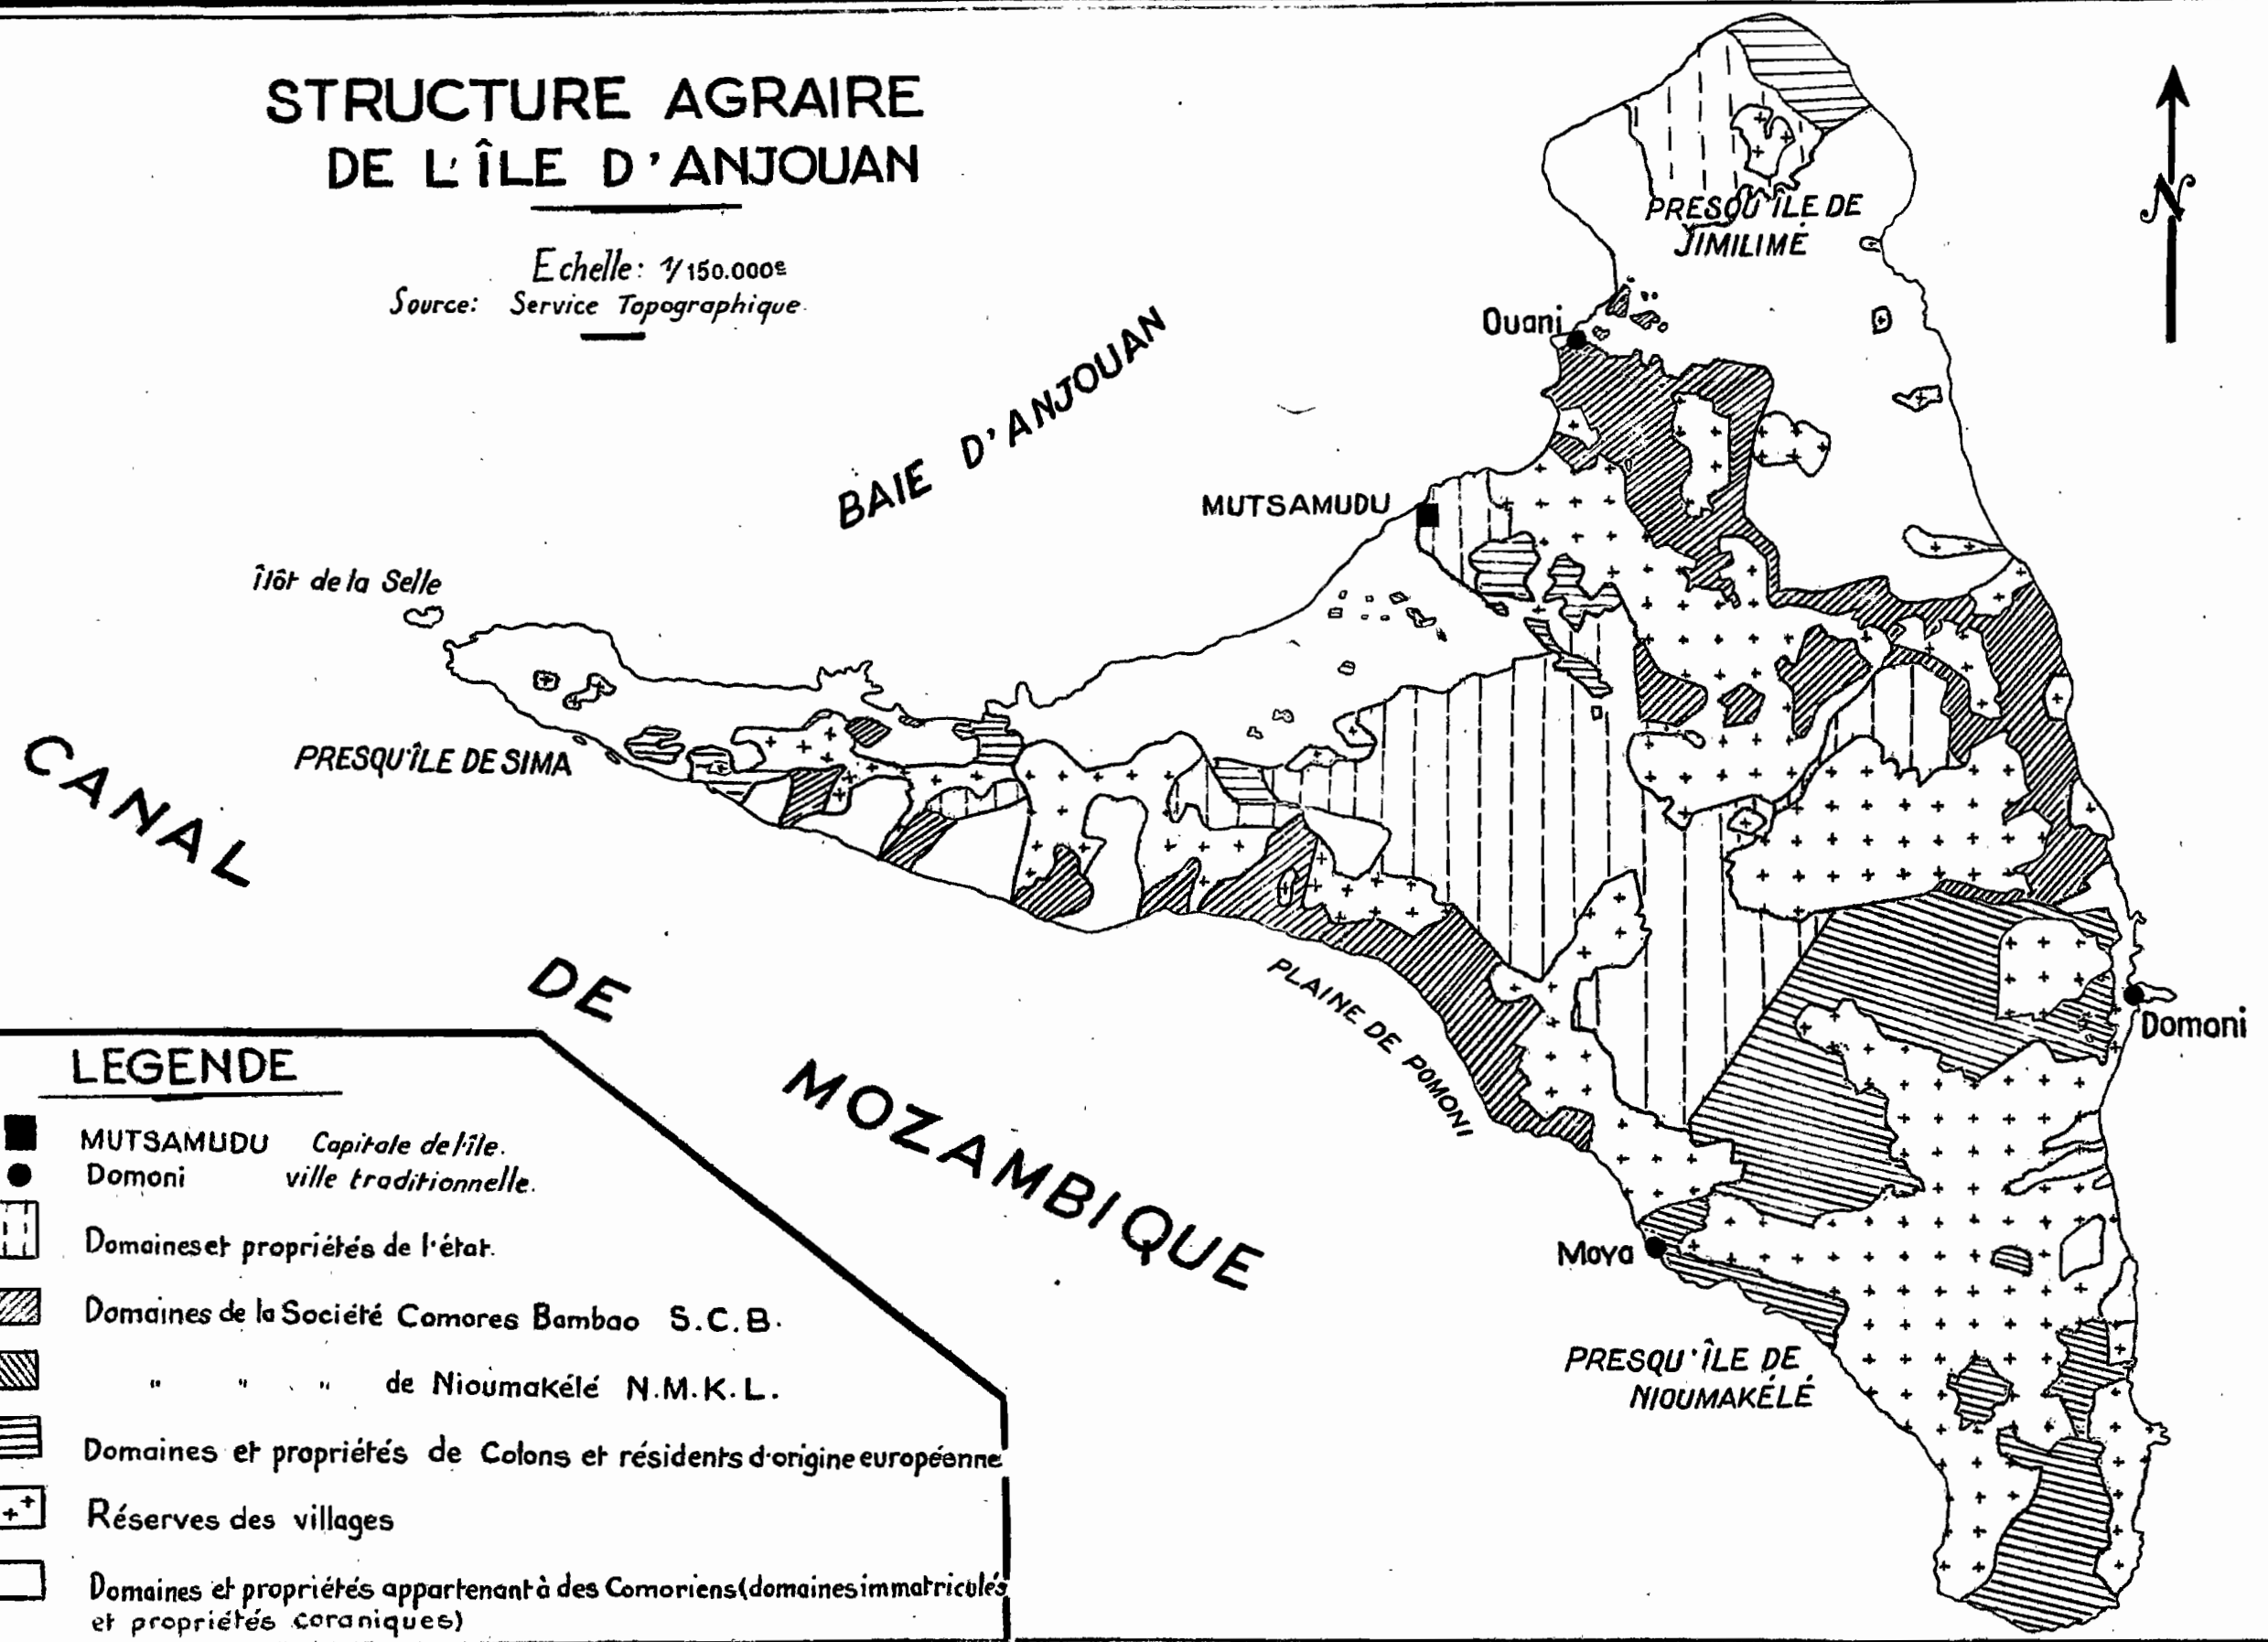 STRUCTURE AGRAIRE
DE L'ÎLE D'ANJOUAN
Echelle: 1/150.000e
Source: Service Topographique.
N
PRESQU'ÎLE DE
JIMILIMÉ
Ouani
BAIE D'ANJOUAN
MUTSAMUDU
Îlôt de la Selle
PRESQU'ÎLE DE SIMA
CANAL
DE
MOZAMBIQUE
PLAINE DE POMONI
Domoni
Moya
PRESQU'ÎLE DE
NIOUMAKÉLÉ
LEGENDE
MUTSAMUDU Capitale de l'île.
Domoni ville traditionnelle.
Domaines et propriétés de l'état.
Domaines de la Société Comores Bambao S.C.B.
" " " de Nioumakélé N.M.K.L.
Domaines et propriétés de Colons et résidents d'origine européenne
Réserves des villages
Domaines et propriétés appartenant à des Comoriens (domaines immatriculés
et propriétés coraniques)